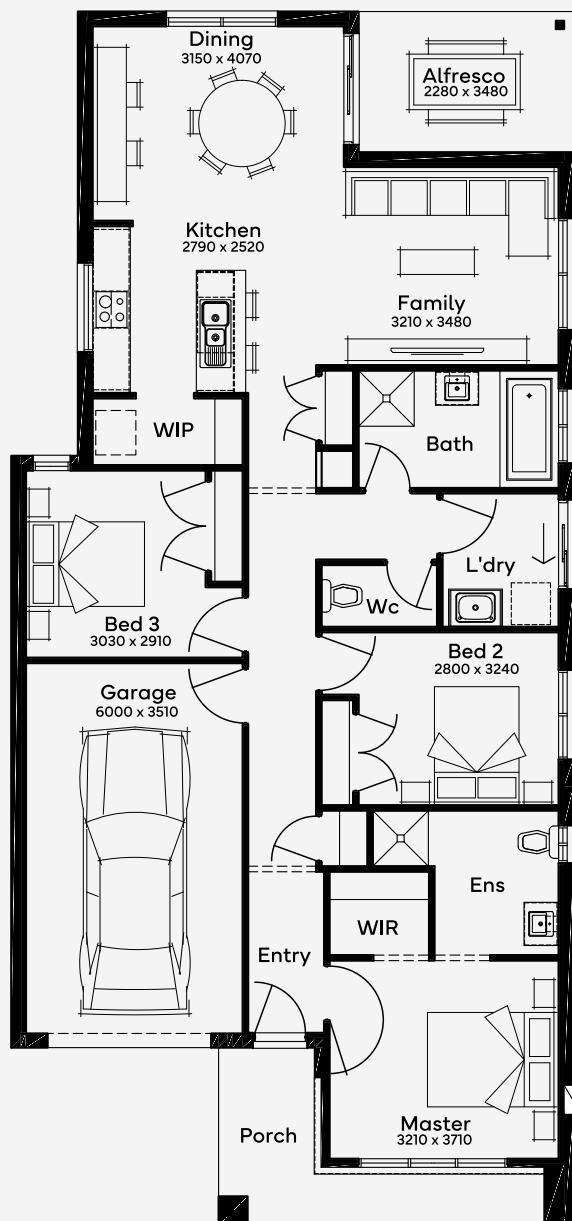 Dining
3150 x 4070
Alfresco
2280 x 3480
Kitchen
2790 x 2520
Family
3210 x 3480
WIP
Bath
L'dry
Wc
Bed 3
3030 x 2910
Bed 2
2800 x 3240
Garage
6000 x 3510
Ens
WIR
Entry
Master
3210 x 3710
Porch